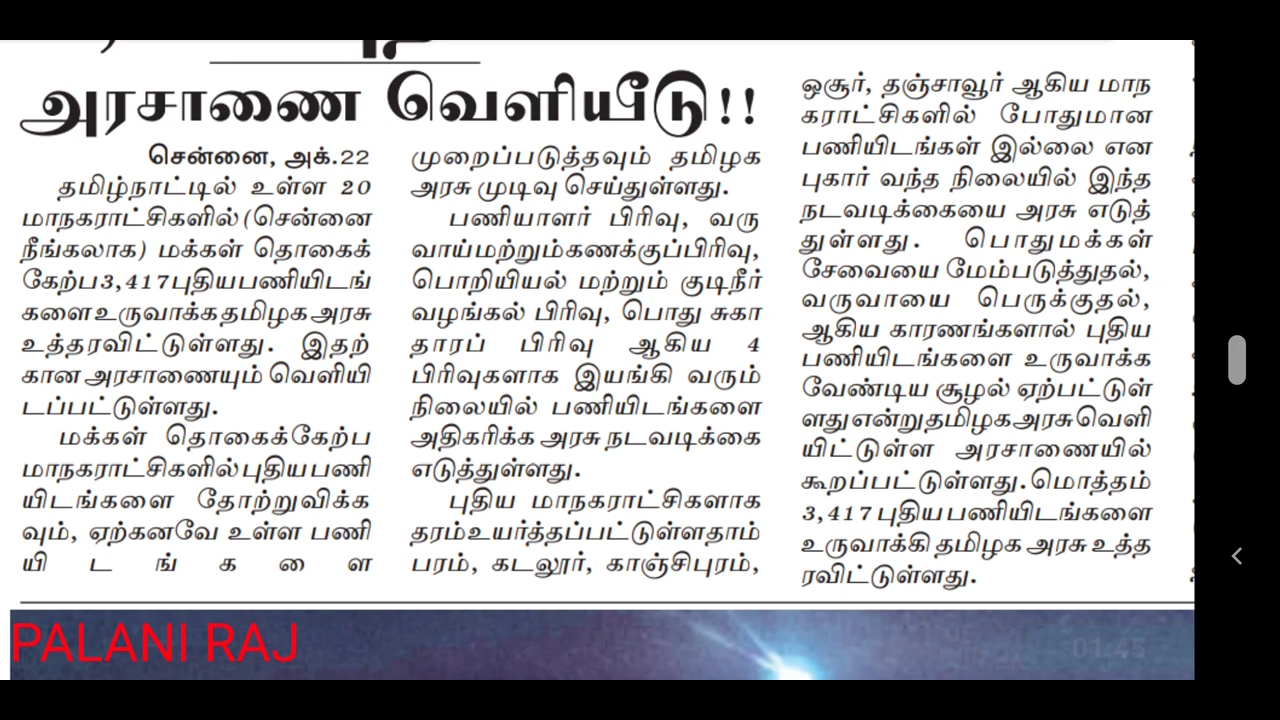 அரசாணை வெளியீடு!!
சென்னை, அக்.22
தமிழ்நாட்டில் உள்ள 20
மாநகராட்சிகளில் (சென்னை
நீங்கலாக) மக்கள் தொகைக்
கேற்ப 3,417 புதிய பணியிடங்
களை உருவாக்க தமிழக அரசு
உத்தரவிட்டுள்ளது. இதற்
கான அரசாணையும் வெளியி
டப்பட்டுள்ளது.
மக்கள் தொகைக்கேற்ப
மாநகராட்சிகளில் புதிய பணி
யிடங்களை தோற்றுவிக்க
வும், ஏற்கனவே உள்ள பணி
யிடங்களை
முறைப்படுத்தவும் தமிழக
அரசு முடிவு செய்துள்ளது.
பணியாளர் பிரிவு, வரு
வாய்மற்றும்கணக்குப்பிரிவு,
பொறியியல் மற்றும் குடிநீர்
வழங்கல் பிரிவு, பொது சுகா
தாரப் பிரிவு ஆகிய 4
பிரிவுகளாக இயங்கி வரும்
நிலையில் பணியிடங்களை
அதிகரிக்க அரசு நடவடிக்கை
எடுத்துள்ளது.
புதிய மாநகராட்சிகளாக
தரம்உயர்த்தப்பட்டுள்ளதாம்
பரம், கடலூர், காஞ்சிபுரம்,
ஒசூர், தஞ்சாவூர் ஆகிய மாந
கராட்சிகளில் போதுமான
பணியிடங்கள் இல்லை என
புகார் வந்த நிலையில் இந்த
நடவடிக்கையை அரசு எடுத்
துள்ளது. பொதுமக்கள்
சேவையை மேம்படுத்துதல்,
வருவாயை பெருக்குதல்,
ஆகிய காரணங்களால் புதிய
பணியிடங்களை உருவாக்க
வேண்டிய சூழல் ஏற்பட்டுள்
ளது என்று தமிழக அரசு வெளி
யிட்டுள்ள அரசாணையில்
கூறப்பட்டுள்ளது. மொத்தம்
3,417 புதிய பணியிடங்களை
உருவாக்கி தமிழக அரசு உத்த
ரவிட்டுள்ளது.
PALANI RAJ
01:45